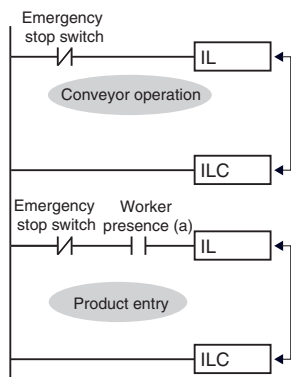 Emergency
stop switch
IL
Conveyor operation
ILC
Emergency Worker
stop switch presence (a)
IL
Product entry
ILC